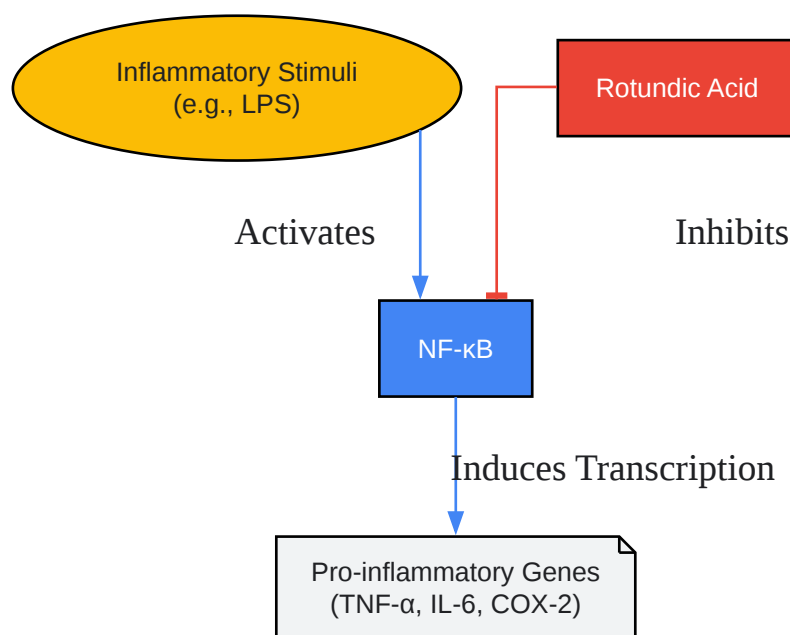 Inflammatory Stimuli
(e.g., LPS)
Rotundic Acid
Activates
Inhibits
NF-κB
Induces Transcription
Pro-inflammatory Genes
(TNF-α, IL-6, COX-2)